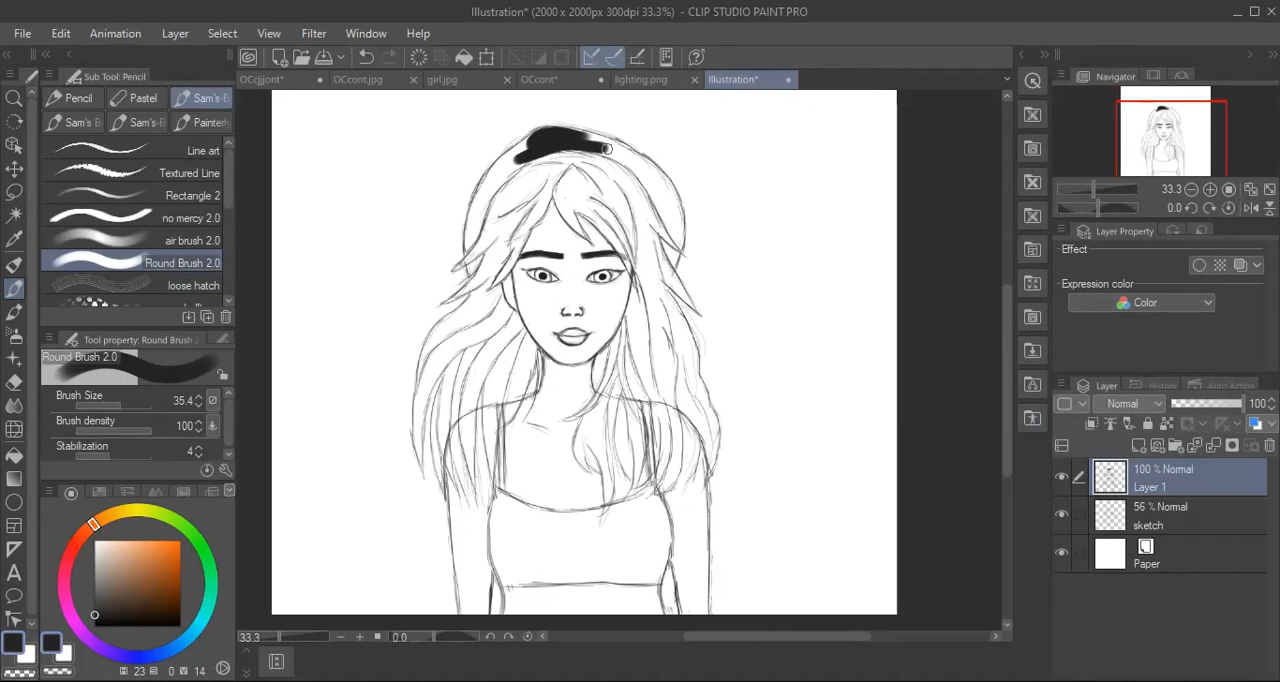 Illustration* (2000 x 2000px 300dpi 33.3%) - CLIP STUDIO PAINT PRO
File Edit Animation Layer Select View Filter Window Help
Sub Tool: Pencil
OCcjjjont* OCcont.jpg girl.jpg OCcont* lighting.png Illustration*
Navigator
Pencil Pastel Sam's-B
Sam's B Sam's-B Painterl
Line art
Textured Line
Rectangle 2
no mercy 2.0
air brush 2.0
Round Brush 2.0
loose hatch
33.3
0.0
Layer Property
Effect
Expression color
Color
Tool property: Round Brush 2
Round Brush 2.0
Brush Size 35.4
Brush density 100
Stabilization 4
Layer History Auto Action
Normal 100
100 % Normal
Layer 1
56 % Normal
sketch
Paper
33.3 0.0
H 23 S 0 V 14